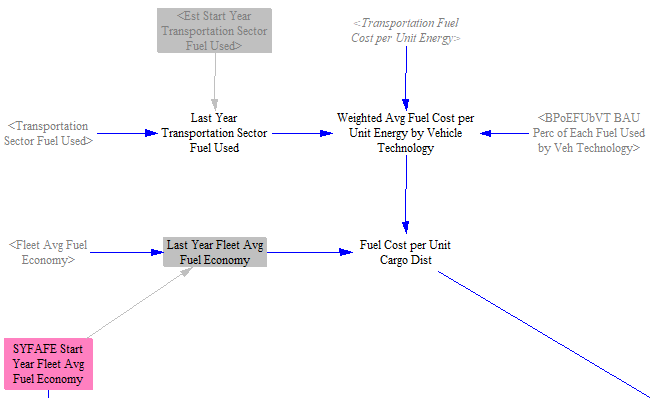 <Est Start Year
Transportation Sector
Fuel Used>
<Transportation Fuel
Cost per Unit Energy>
<Transportation
Sector Fuel Used>
Last Year
Transportation Sector
Fuel Used
Weighted Avg Fuel Cost per
Unit Energy by Vehicle
Technology
<BPoEFUbVT BAU
Perc of Each Fuel Used
by Veh Technology>
<Fleet Avg Fuel
Economy>
Last Year Fleet Avg
Fuel Economy
Fuel Cost per Unit
Cargo Dist
SYFAFE Start
Year Fleet Avg
Fuel Economy